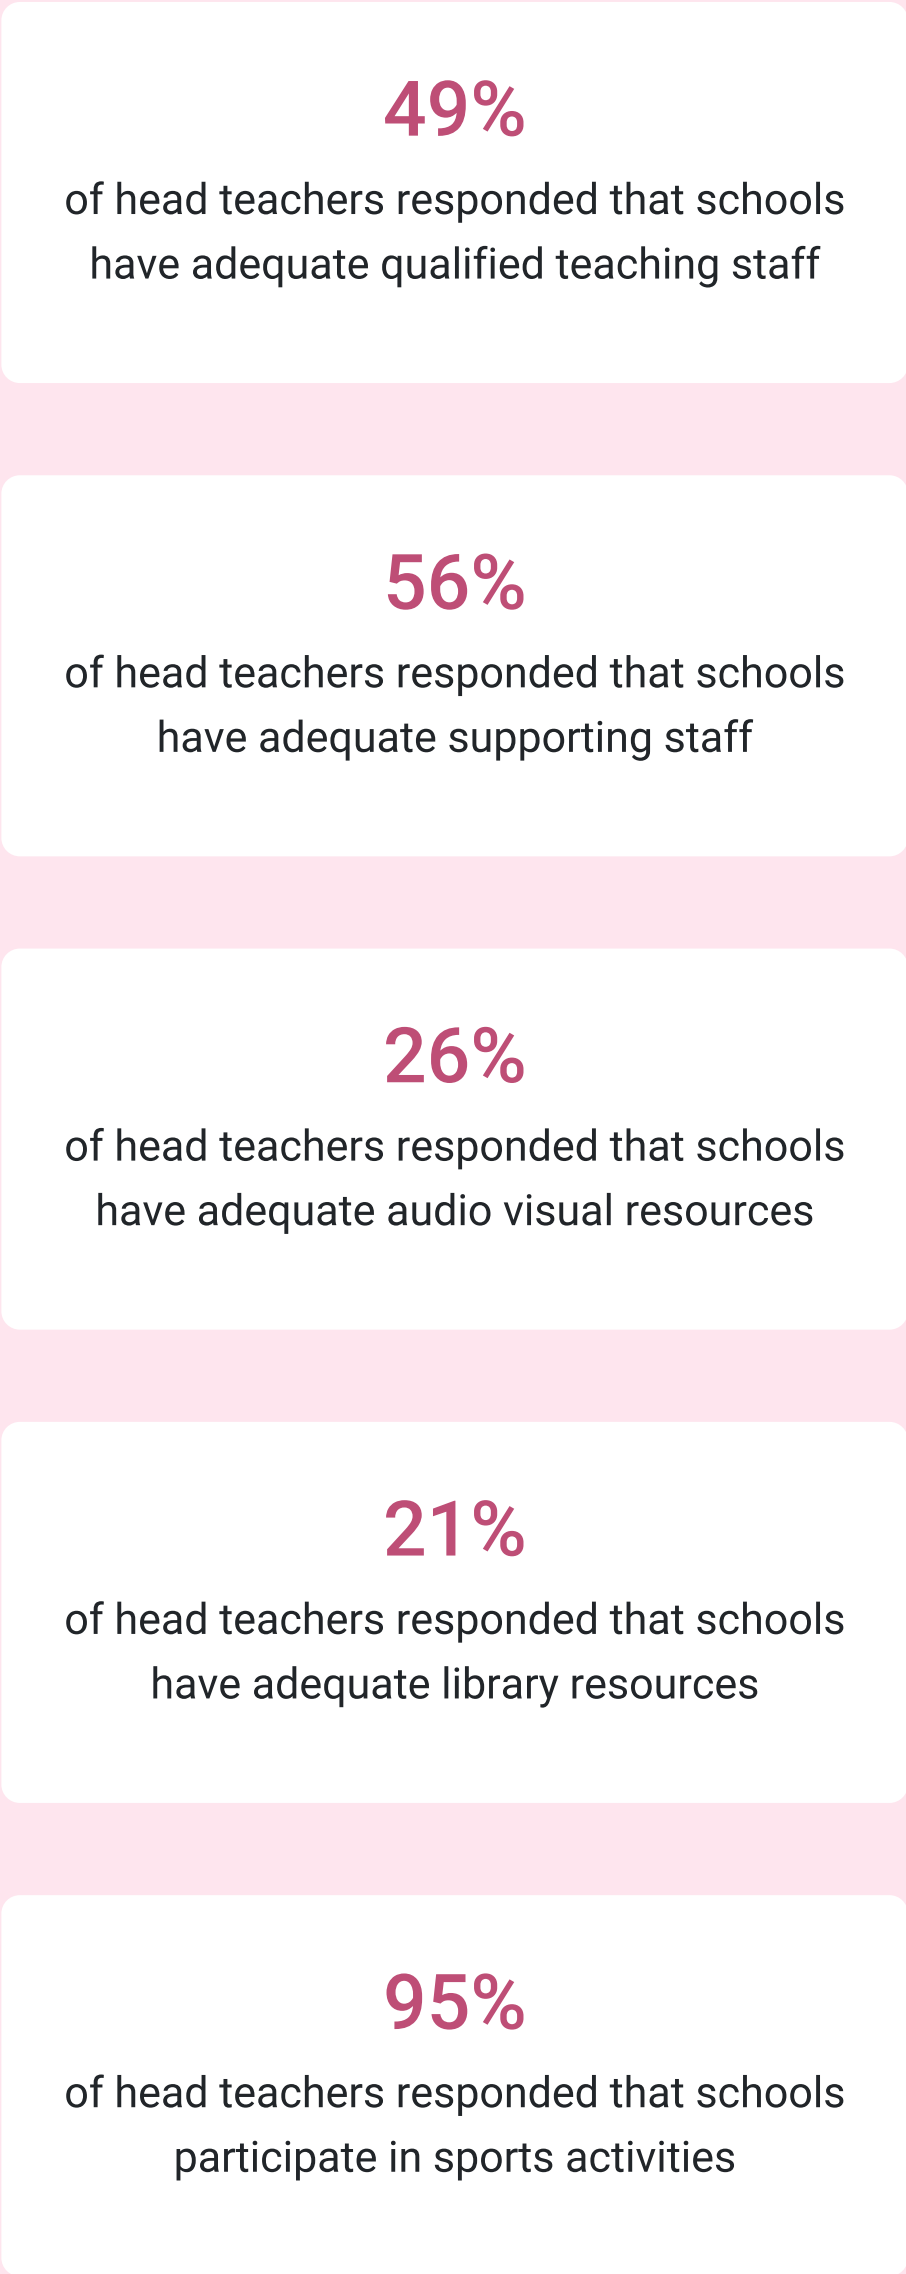 49%
of head teachers responded that schools
have adequate qualified teaching staff
56%
of head teachers responded that schools
have adequate supporting staff
26%
of head teachers responded that schools
have adequate audio visual resources
21%
of head teachers responded that schools
have adequate library resources
95%
of head teachers responded that schools
participate in sports activities